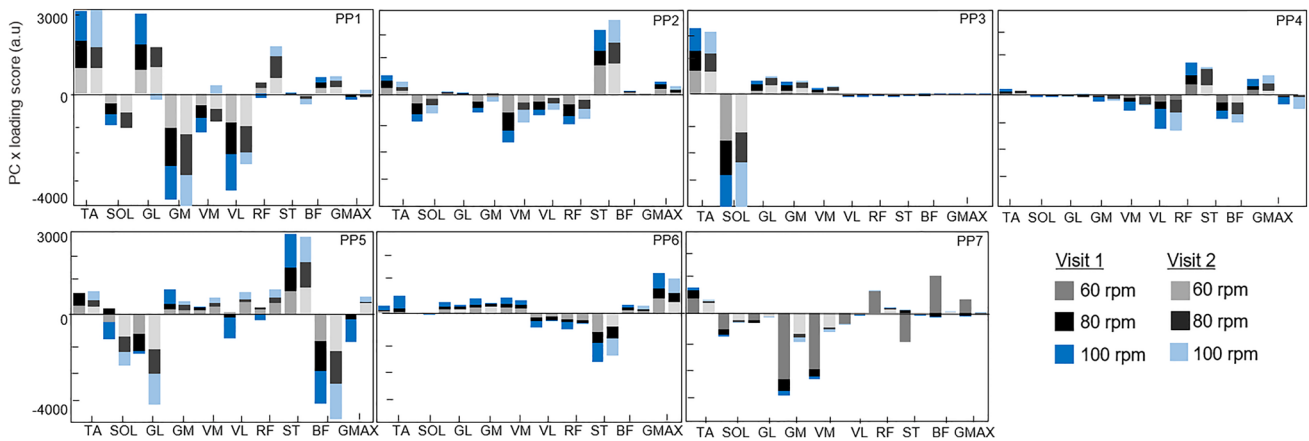 PC x loading score (a.u)
3000
0
-4000
PP1
PP2
PP3
PP4
TA SOL GL GM VM VL RF ST BF GMAX
TA SOL GL GM VM VL RF ST BF GMAX
TA SOL GL GM VM VL RF ST BF GMAX
TA SOL GL GM VM VL RF ST BF GMAX
3000
0
-4000
PP5
PP6
PP7
TA SOL GL GM VM VL RF ST BF GMAX
TA SOL GL GM VM VL RF ST BF GMAX
TA SOL GL GM VM VL RF ST BF GMAX
Visit 1 Visit 2
60 rpm 60 rpm
80 rpm 80 rpm
100 rpm 100 rpm